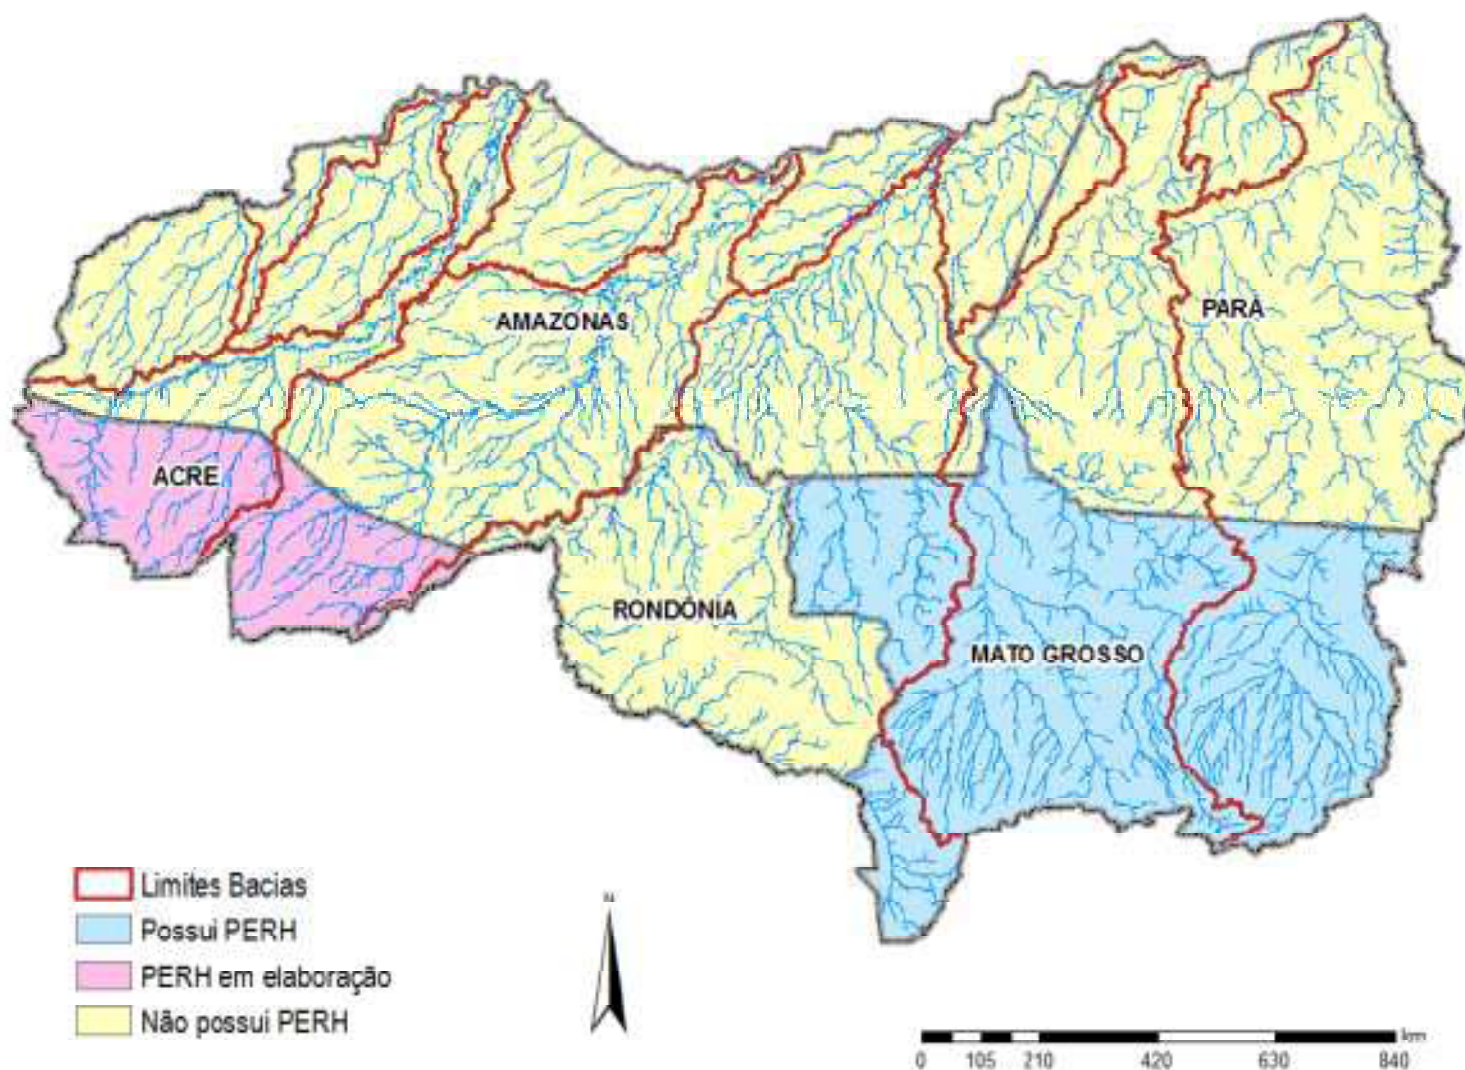 PARÁ
AMAZONAS
ACRE
RONDÔNIA
MATO GROSSO
Limites Bacias
Possui PERH
PERH em elaboração
Não possui PERH
N
km
0 105 210 420 630 840